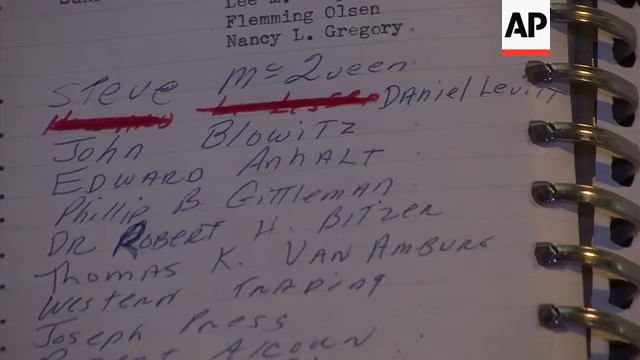 AP
Flemming Olsen
Nancy L. Gregory.
Steve McQueen
Daniel Levitt
John Blowitz
Edward Anhalt
Phillip B. Gittleman
DR Robert H. Bitzer
Thomas K. Van Amburg
Western Trading
Joseph Press